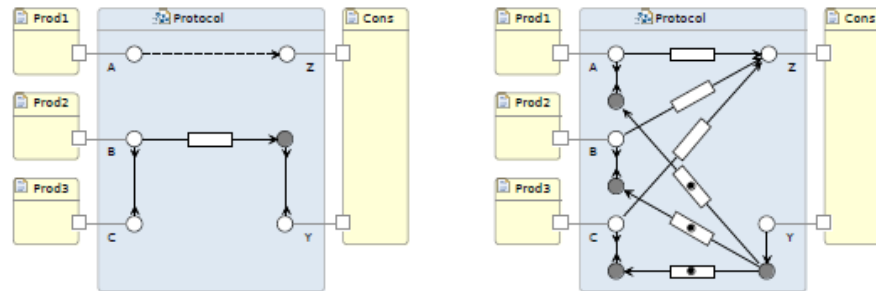 Prod1
Protocol
Cons
A
Z
Prod2
B
Prod3
C
Y
Prod1
Protocol
Cons
A
Z
Prod2
B
Prod3
C
Y